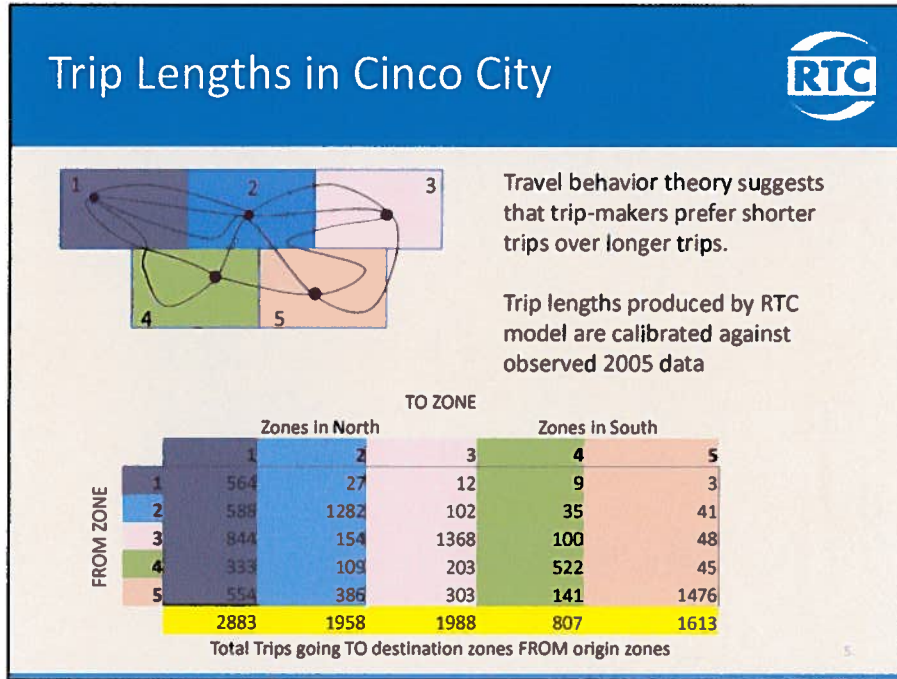 Trip Lengths in Cinco City
RTC
1 2 3
4 5
Travel behavior theory suggests
that trip-makers prefer shorter
trips over longer trips.
Trip lengths produced by RTC
model are calibrated against
observed 2005 data
TO ZONE
Zones in North Zones in South
1 2 3 4 5
FROM ZONE
1 564 27 12 9 3
2 588 1282 102 35 41
3 844 154 1368 100 48
4 333 109 203 522 45
5 554 386 303 141 1476
2883 1958 1988 807 1613
Total Trips going TO destination zones FROM origin zones
5